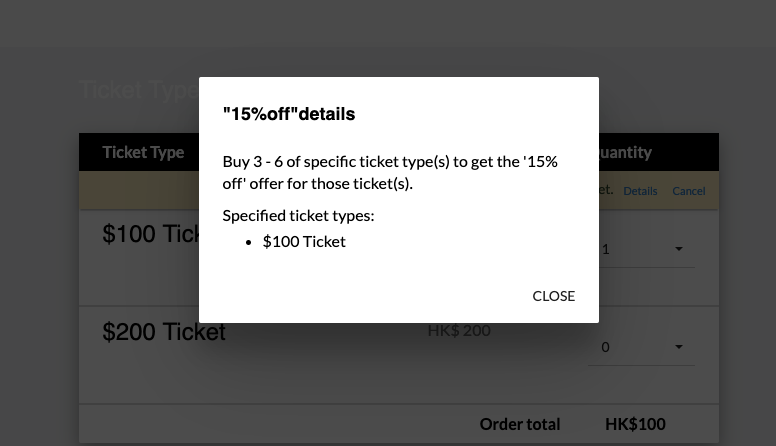 Ticket Type
"15%off"details
Ticket Type
uantity
Buy 3 - 6 of specific ticket type(s) to get the '15%
off' offer for those ticket(s).
et. Details Cancel
Specified ticket types:
• $100 Ticket
$100 Tick
1
CLOSE
$200 Ticket HK$ 200
0
Order total HK$100